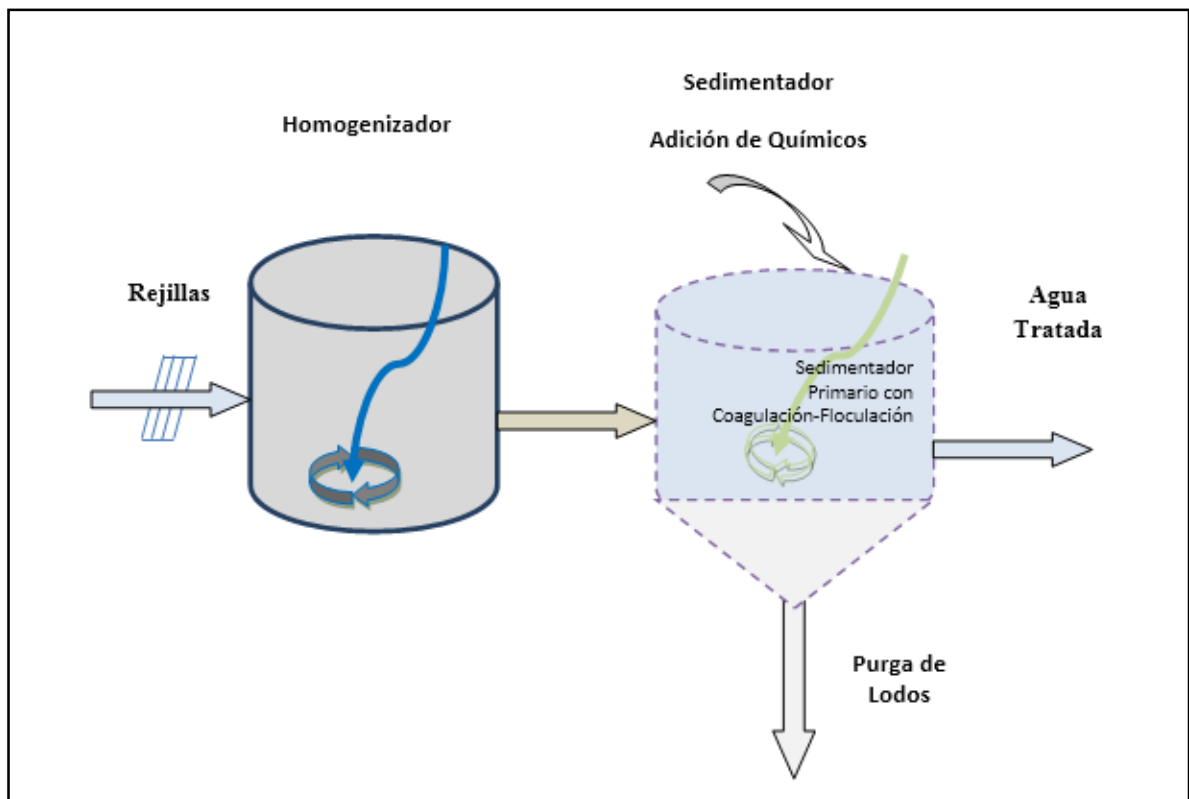 Sedimentador
Homogenizador
Adición de Químicos
Rejillas
Agua
Tratada
Sedimentador
Primario con
Coagulación-Floculación
Purga de
Lodos